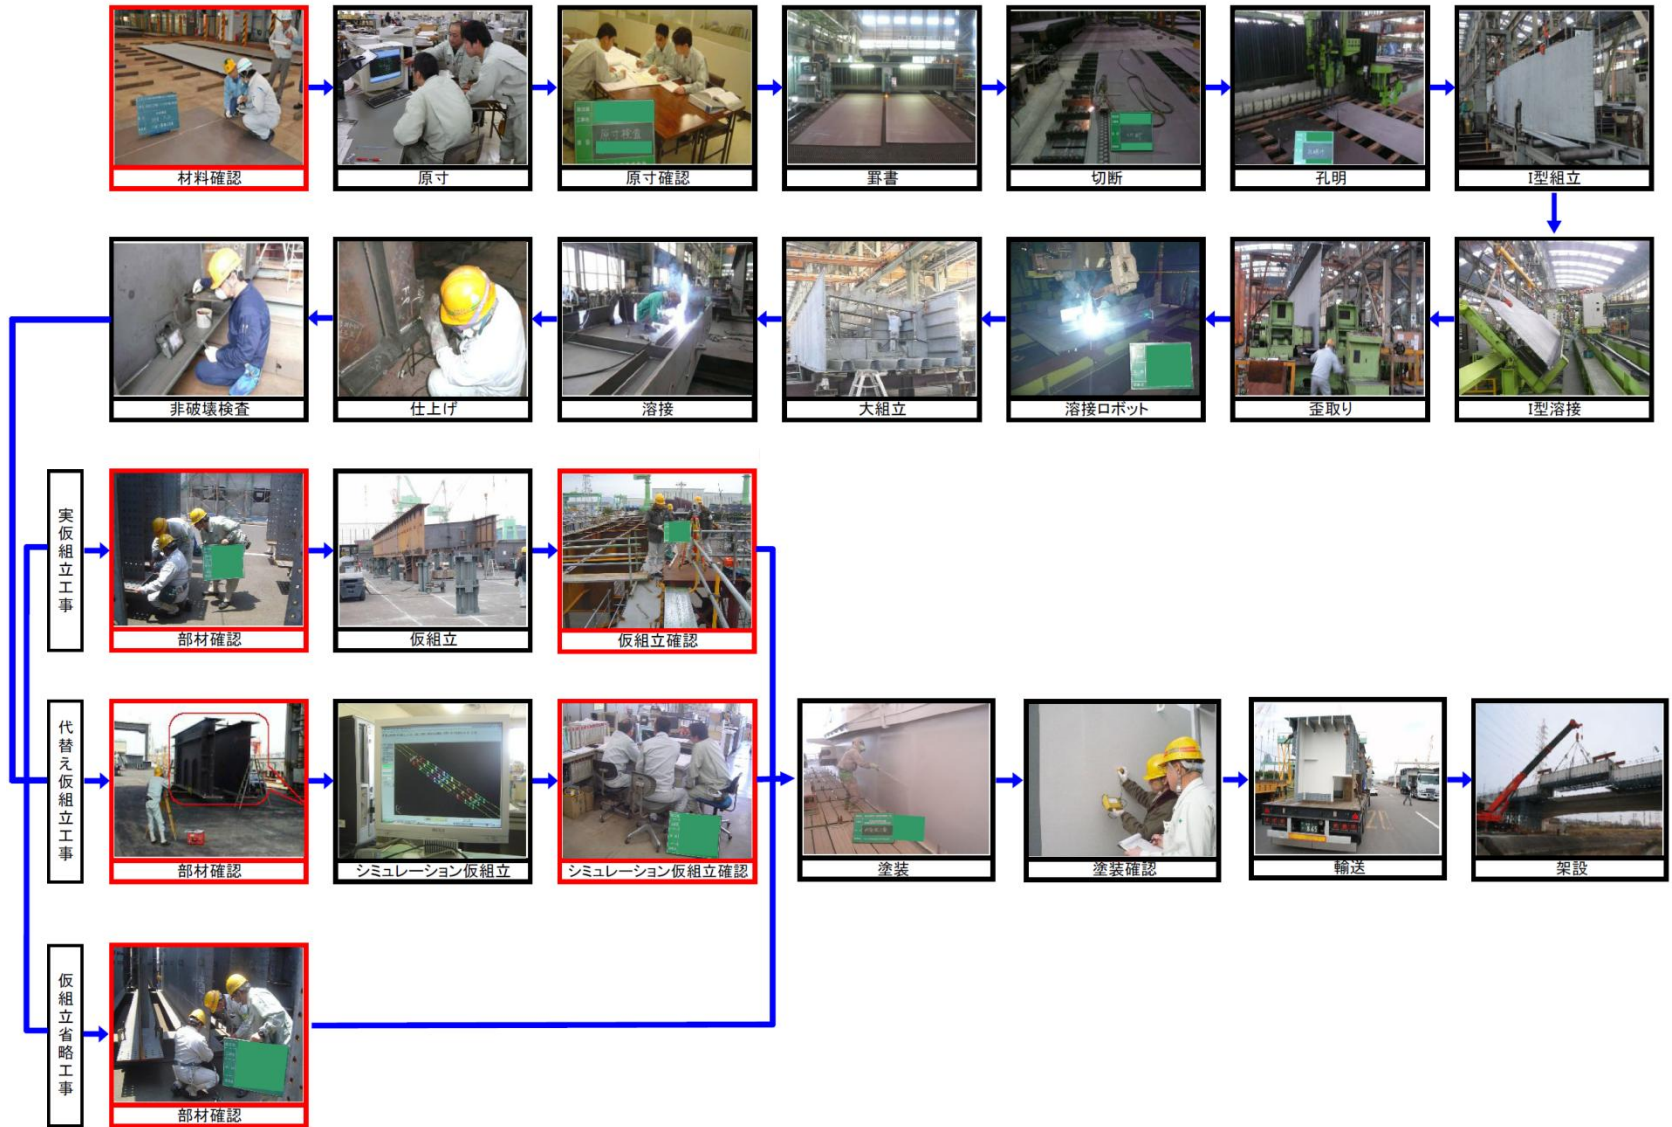 材料確認
原寸
原寸確認
罫書
切断
孔明
I型組立
I型溶接
歪取り
溶接ロボット
大組立
溶接
仕上げ
非破壊検査
実仮組立工事
部材確認
仮組立
仮組立確認
代替え仮組立工事
部材確認
シミュレーション仮組立
シミュレーション仮組立確認
塗装
塗装確認
輸送
架設
仮組立省略工事
部材確認
原寸検査